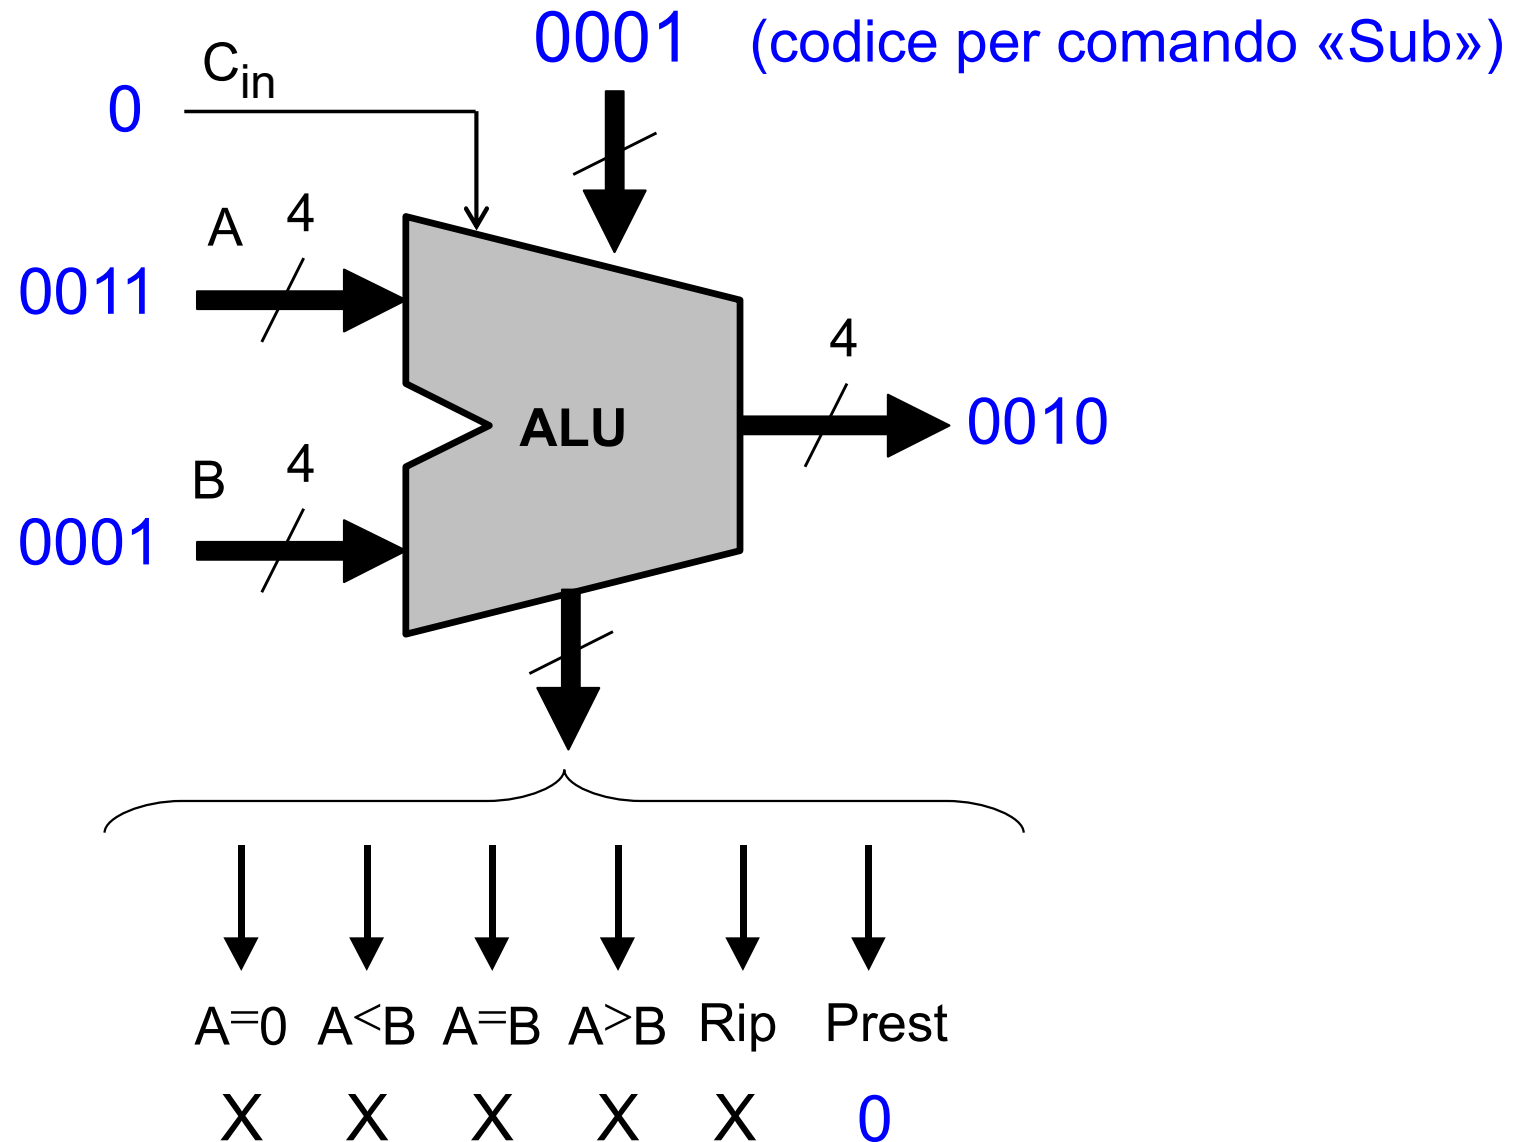 0001 (codice per comando «Sub»)
Cin
0
A 4
0011
4
ALU
0010
B 4
0001
A=0 A<B A=B A>B Rip Prest
X X X X X 0